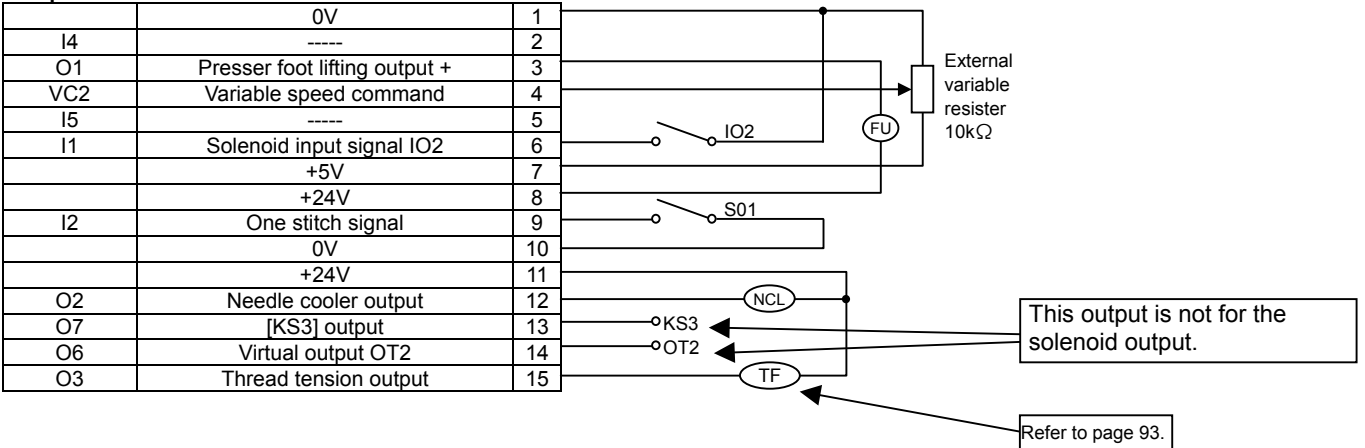 0V 1
I4 ----- 2
O1 Presser foot lifting output + 3
VC2 Variable speed command 4
I5 ----- 5
I1 Solenoid input signal IO2 6
+5V 7
+24V 8
I2 One stitch signal 9
0V 10
+24V 11
O2 Needle cooler output 12
O7 [KS3] output 13
O6 Virtual output OT2 14
O3 Thread tension output 15
External
variable
resister
10kΩ
FU
IO2
S01
NCL
KS3
OT2
TF
This output is not for the
solenoid output.
Refer to page 93.